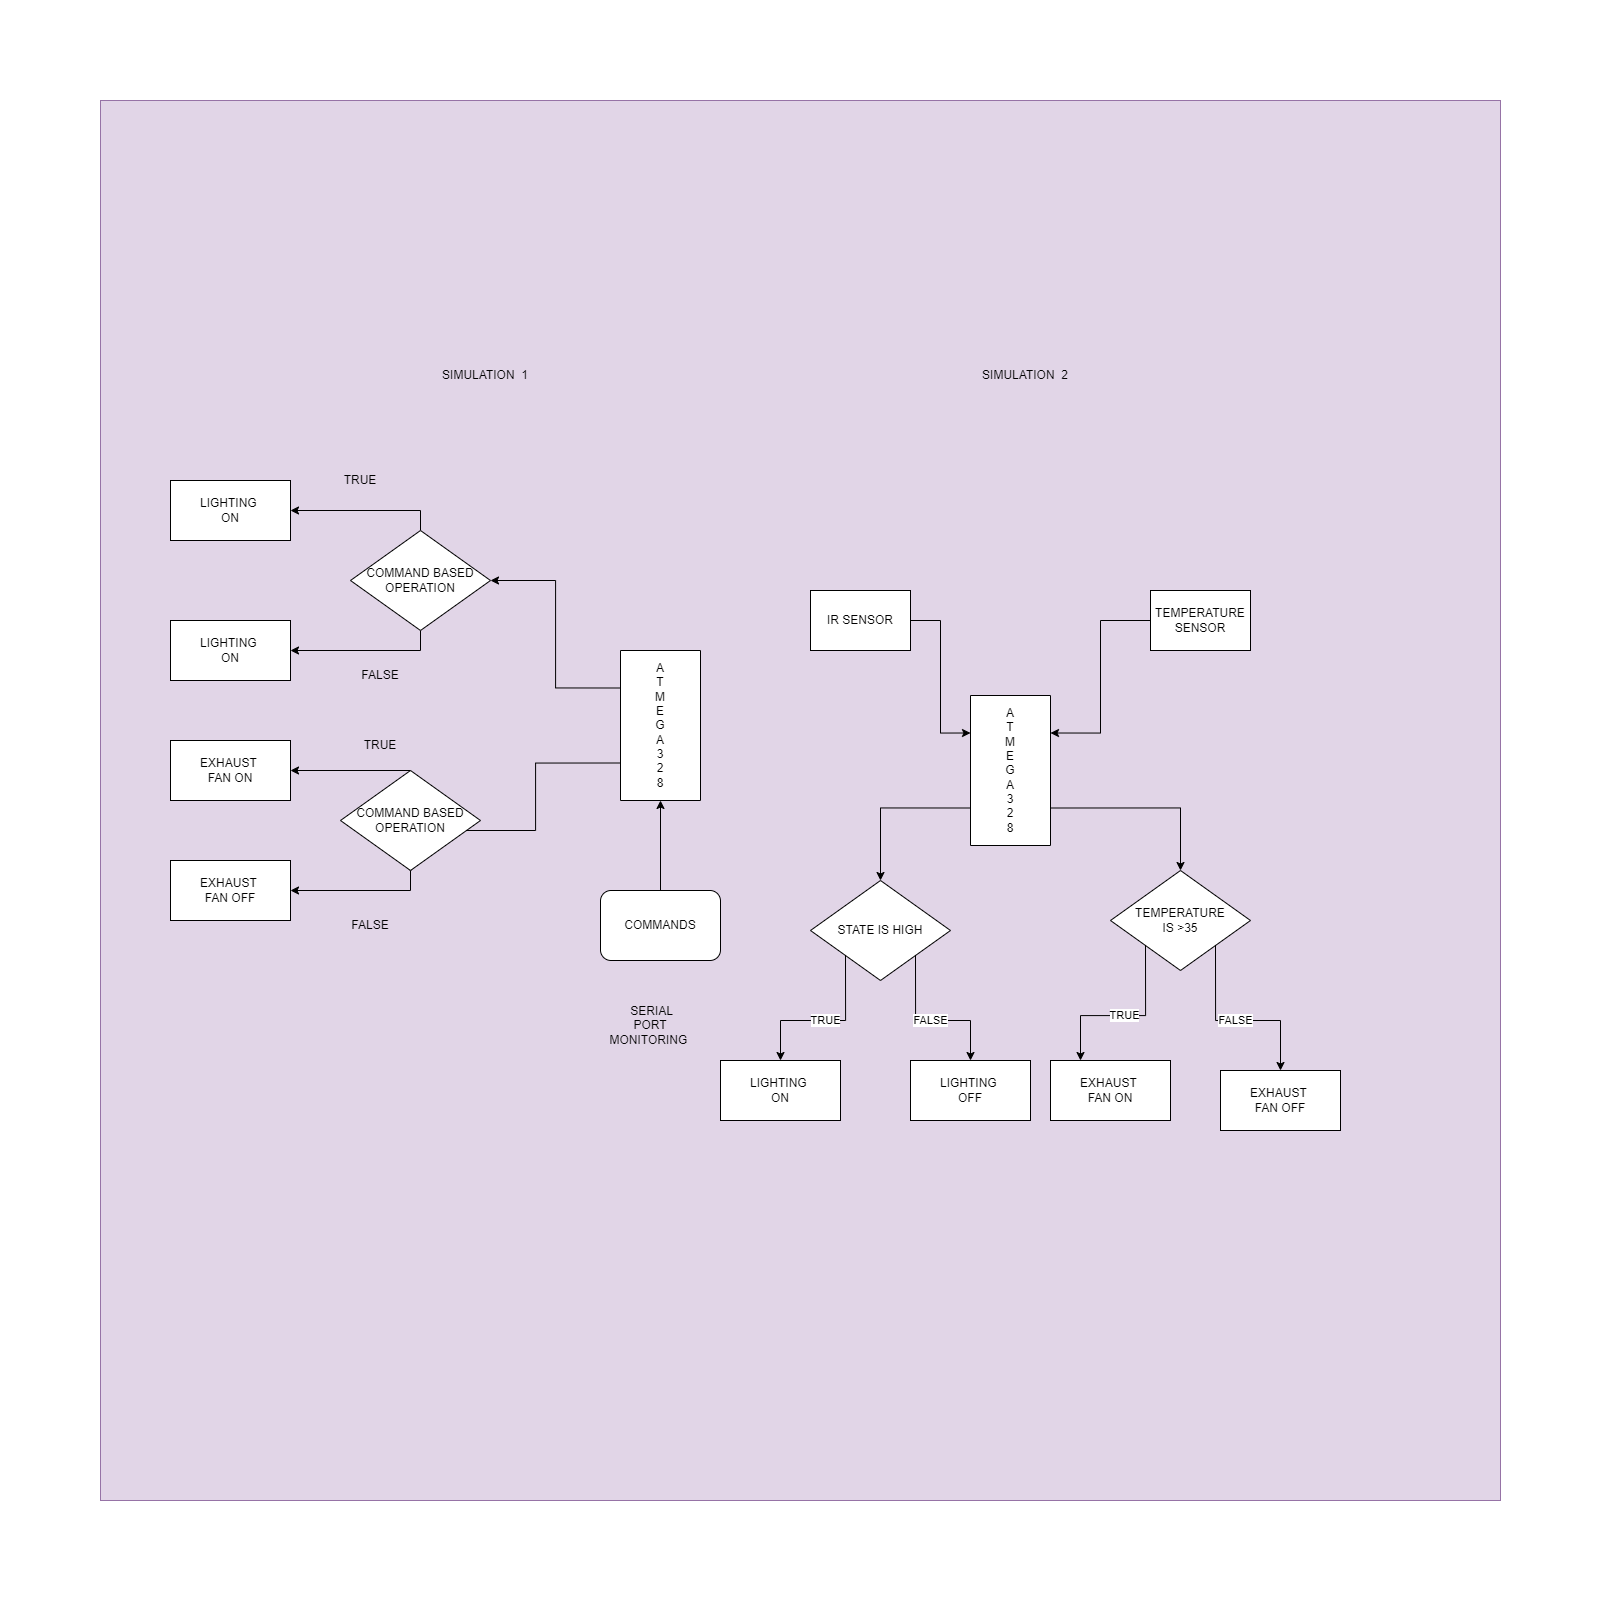 SIMULATION  1
SIMULATION  2
TRUE
LIGHTING
ON
COMMAND BASED
OPERATION
LIGHTING
ON
FALSE
TRUE
EXHAUST
FAN ON
COMMAND BASED
OPERATION
EXHAUST
FAN OFF
FALSE
A
T
M
E
G
A
3
2
8
COMMANDS
SERIAL
PORT
MONITORING
IR SENSOR
TEMPERATURE
SENSOR
A
T
M
E
G
A
3
2
8
STATE IS HIGH
TEMPERATURE
IS >35
TRUE
FALSE
TRUE
FALSE
LIGHTING
ON
LIGHTING
OFF
EXHAUST
FAN ON
EXHAUST
FAN OFF